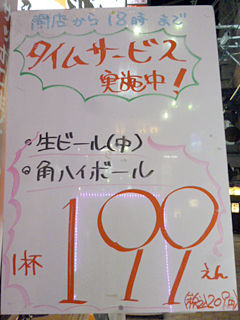 開店から18時まで
タイムサービス
実施中!
•生ビール(中)
•角ハイボール
1杯 199 えん
(税込209円)